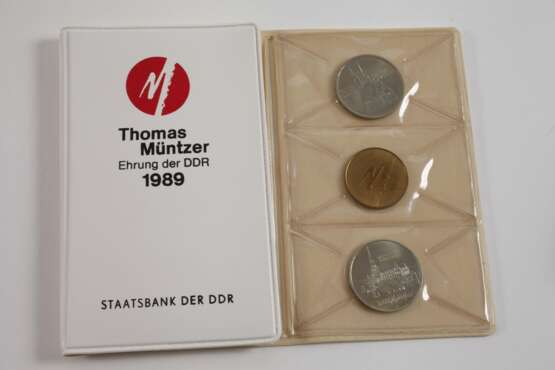 Thomas
Müntzer
Ehrung der DDR
1989
STAATSBANK DER DDR